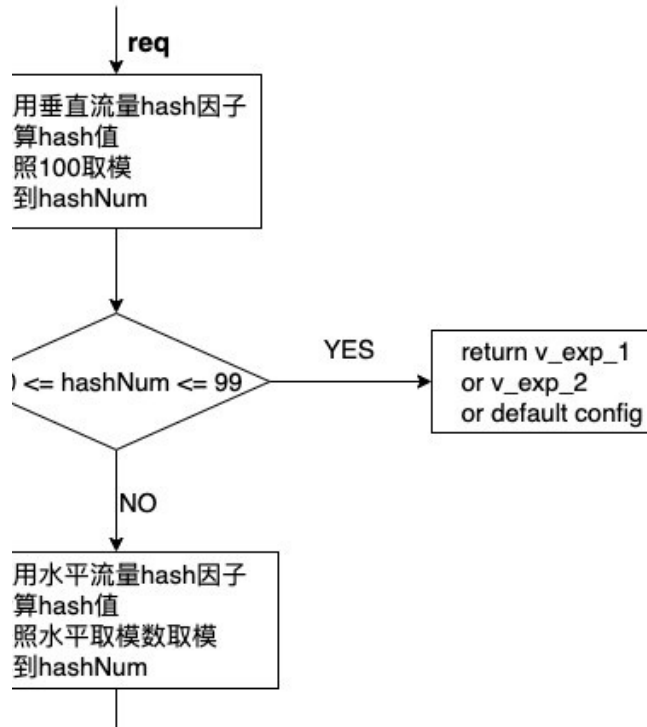 req
用垂直流量hash因子
算hash值
照100取模
到hashNum
<= hashNum <= 99
YES
return v_exp_1
or v_exp_2
or default config
NO
用水平流量hash因子
算hash值
照水平取模数取模
到hashNum